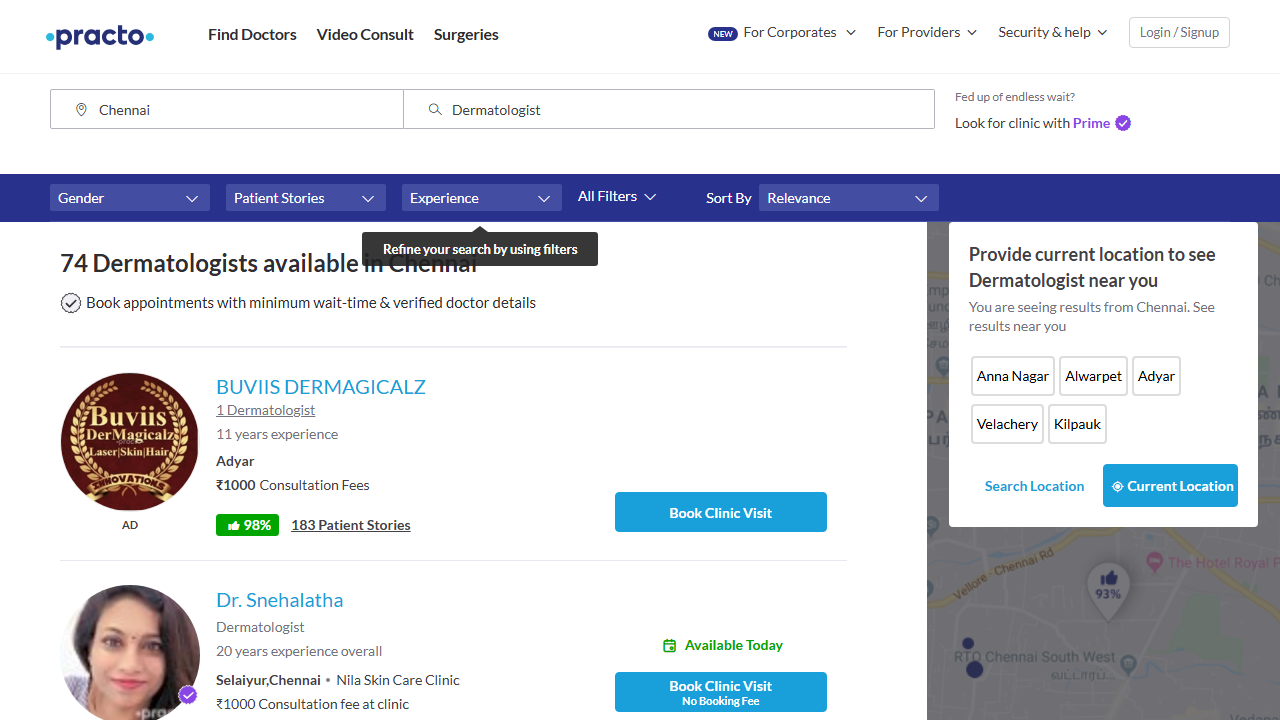 practo
Find Doctors
Video Consult
Surgeries
NEW For Corporates
For Providers
Security & help
Login / Signup
Chennai
Dermatologist
Fed up of endless wait?
Look for clinic with Prime
Gender
Patient Stories
Experience
All Filters
Sort By
Relevance
Refine your search by using filters
74 Dermatologists available in Chennai
Book appointments with minimum wait-time & verified doctor details
Buviis
DerMagicalz
Laser|Skin|Hair
INNOVATIONS
AD
BUVIIS DERMAGICALZ
1 Dermatologist
11 years experience
Adyar
₹1000 Consultation Fees
98%
183 Patient Stories
Book Clinic Visit
Dr. Snehalatha
Dermatologist
20 years experience overall
Selaiyur,Chennai • Nila Skin Care Clinic
₹1000 Consultation fee at clinic
Available Today
Book Clinic Visit
No Booking Fee
Provide current location to see
Dermatologist near you
You are seeing results from Chennai. See
results near you
Anna Nagar
Alwarpet
Adyar
Velachery
Kilpauk
Search Location
Current Location
Vellore - Chennai Rd
The Hotel Royal P
93%
RTO Chennai South West